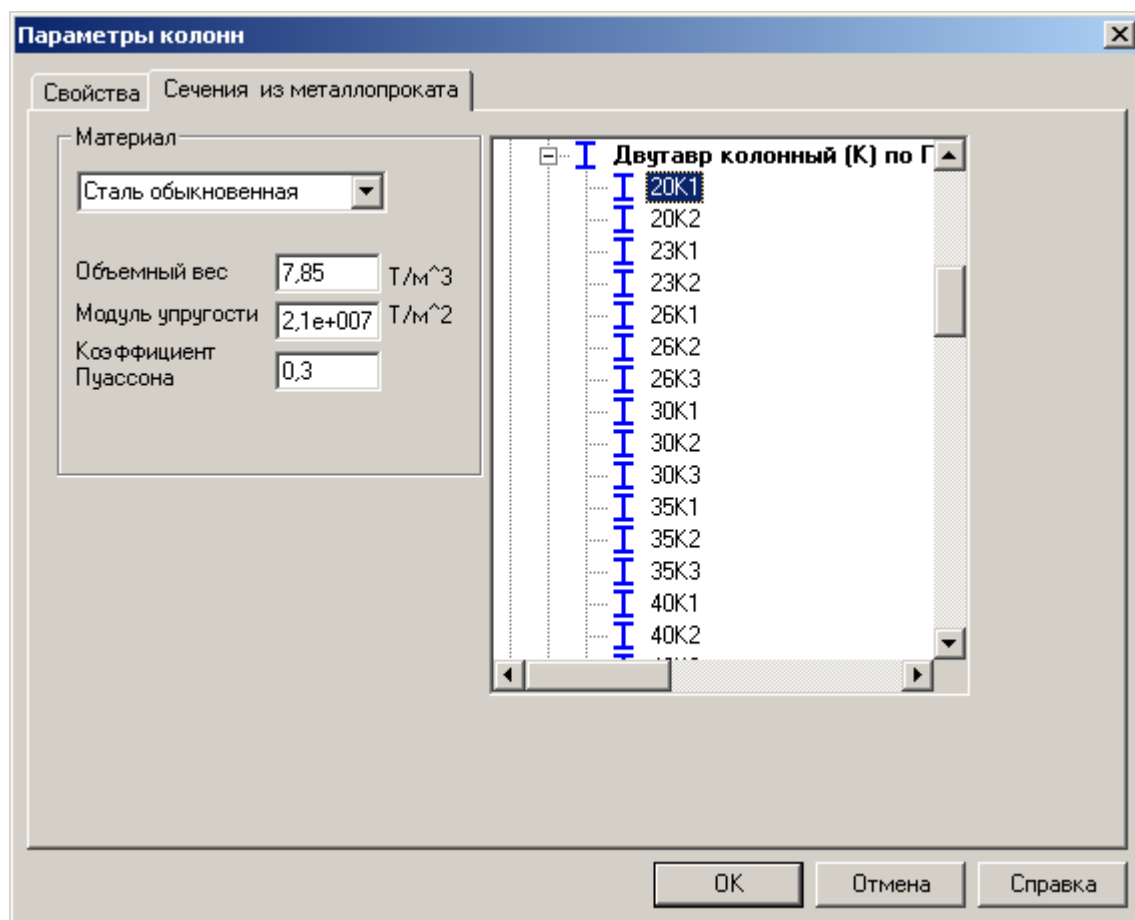 Параметры колонн
Свойства
Сечения из металлопроката
Материал
Сталь обыкновенная
Объемный вес 7,85 Т/м^3
Модуль упругости 2,1e+007 Т/м^2
Коэффициент
Пуассона 0,3
Двутавр колонный (К) по Г
20К1
20К2
23К1
23К2
26К1
26К2
26К3
30К1
30К2
30К3
35К1
35К2
35К3
40К1
40К2
ОК Отмена Справка